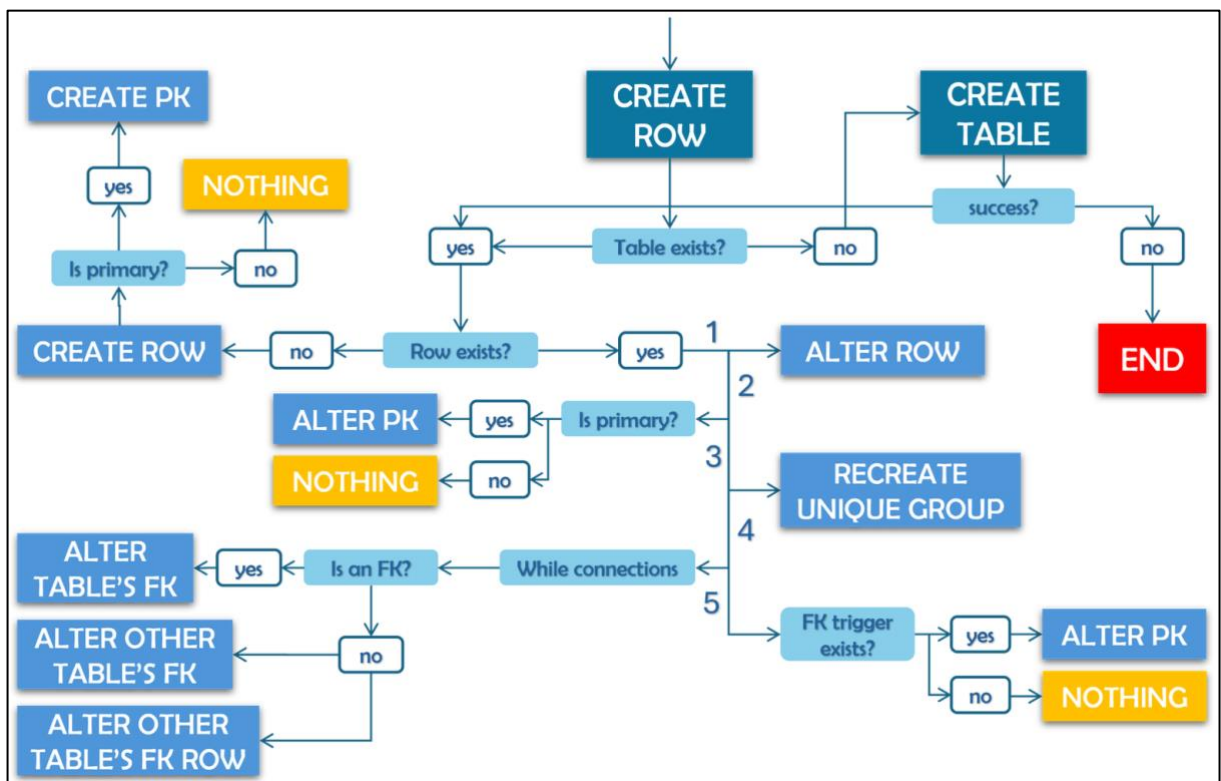 CREATE
ROW
CREATE
TABLE
CREATE PK
yes
NOTHING
success?
yes
Table exists?
no
no
Is primary?
no
CREATE ROW
no
Row exists?
yes
1
ALTER ROW
END
2
ALTER PK
yes
Is primary?
3
NOTHING
no
RECREATE
UNIQUE GROUP
4
ALTER
TABLE'S FK
yes
Is an FK?
While connections
5
FK trigger
exists?
yes
ALTER PK
ALTER OTHER
TABLE'S FK
no
no
NOTHING
ALTER OTHER
TABLE'S FK ROW